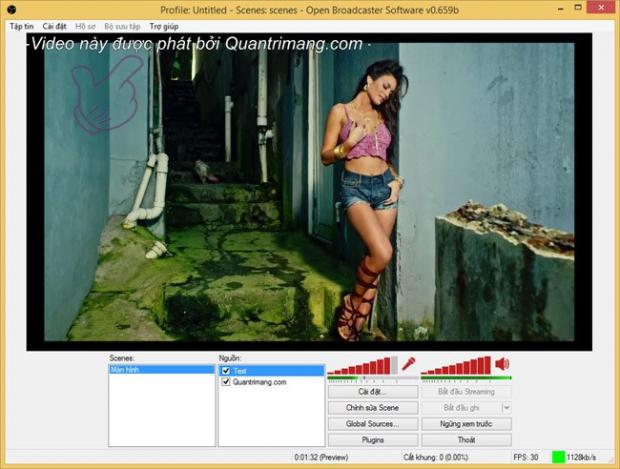 Profile: Untitled - Scenes: scenes - Open Broadcaster Software v0.659b
Tập tin Cài đặt Hồ sơ Bộ sưu tập Trợ giúp
-Video này được phát bởi Quantrimang.com -
Scenes:
Màn hình
Nguồn:
Text
Quantrimang.com
Cài đặt...
Bắt đầu Streaming
Chỉnh sửa Scene
Bắt đầu ghi
Global Sources...
Ngừng xem trước
Plugins
Thoát
0:01:32 (Preview)
Cắt khung: 0 (0.00%)
FPS: 30
1128kb/s